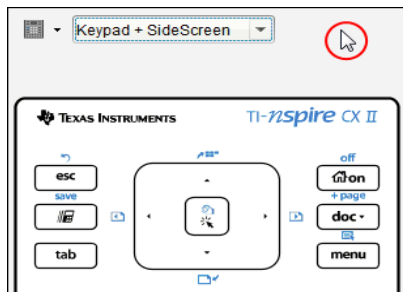 Keypad + SideScreen
TEXAS INSTRUMENTS TI-nspire CX II
esc
save
tab
off
on
+ page
doc
menu